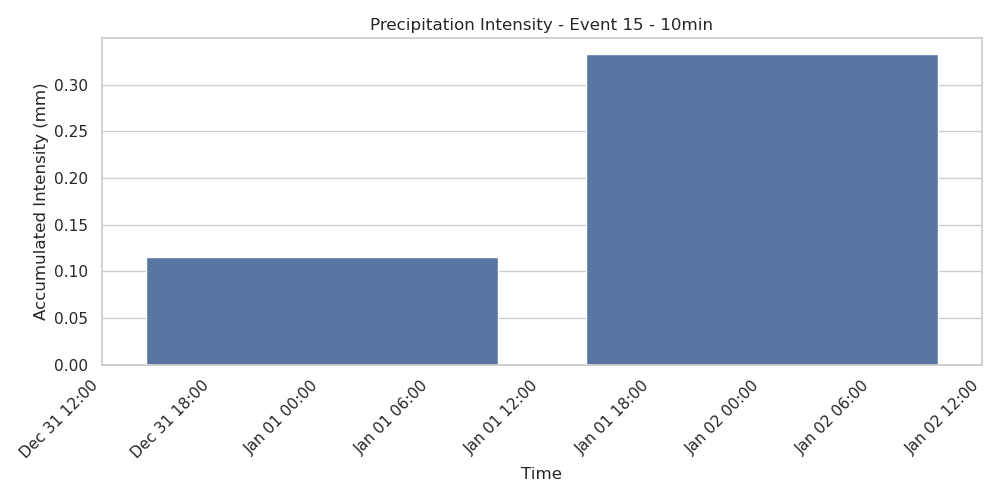 Precipitation Intensity - Event 15 - 10min
Accumulated Intensity (mm)
0.30
0.25
0.20
0.15
0.10
0.05
0.00
Dec 31 12:00
Dec 31 18:00
Jan 01 00:00
Jan 01 06:00
Jan 01 12:00
Jan 01 18:00
Jan 02 00:00
Jan 02 06:00
Jan 02 12:00
Time